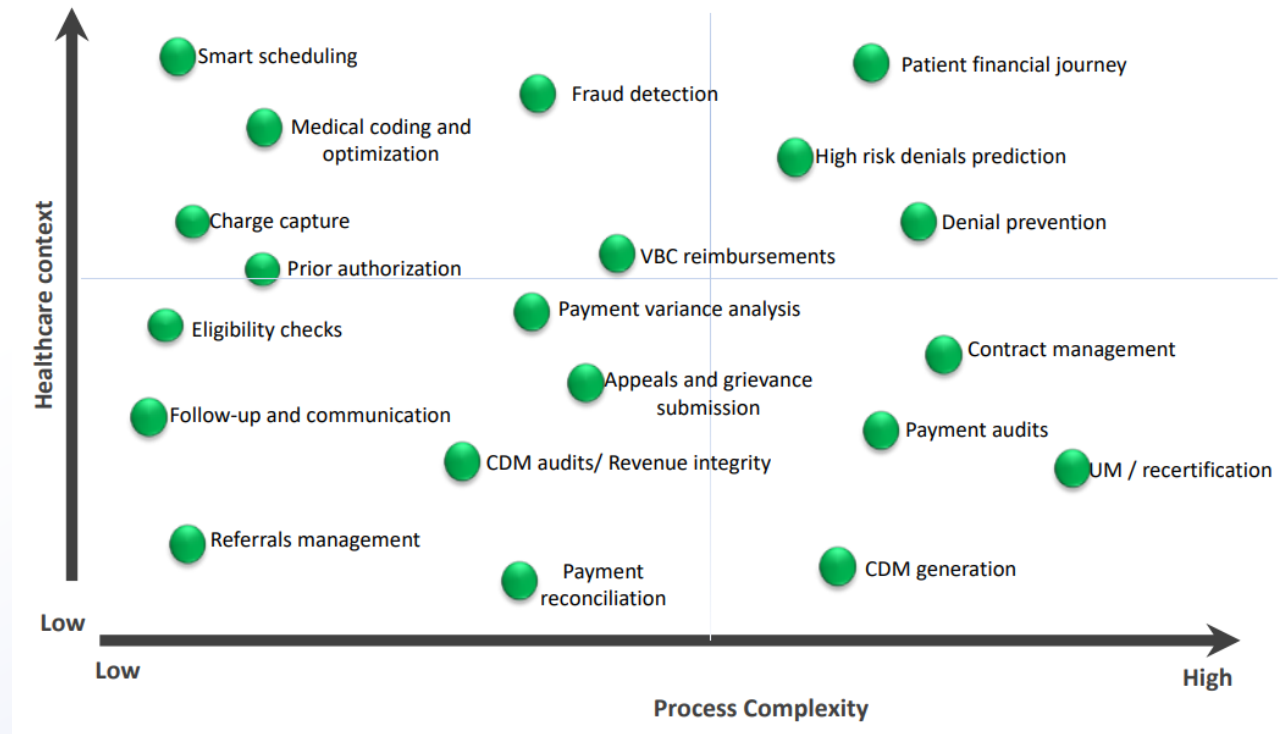 Smart scheduling
Patient financial journey
Fraud detection
Medical coding and
optimization
High risk denials prediction
Charge capture
Denial prevention
VBC reimbursements
Prior authorization
Payment variance analysis
Eligibility checks
Contract management
Appeals and grievance
submission
Follow-up and communication
Payment audits
CDM audits/ Revenue integrity
UM / recertification
Referrals management
Payment
reconciliation
CDM generation
Healthcare context
Low
Low
High
Process Complexity